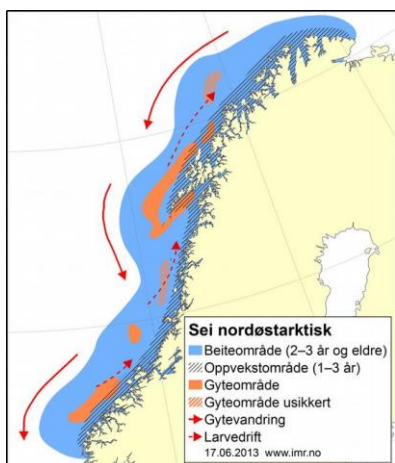 Sei nordøstarktisk
Beiteområde (2–3 år og eldre)
Oppvekstområde (1–3 år)
Gyteområde
Gyteområde usikkert
Gytevandring
Larvedrift
17.06.2013 www.imr.no